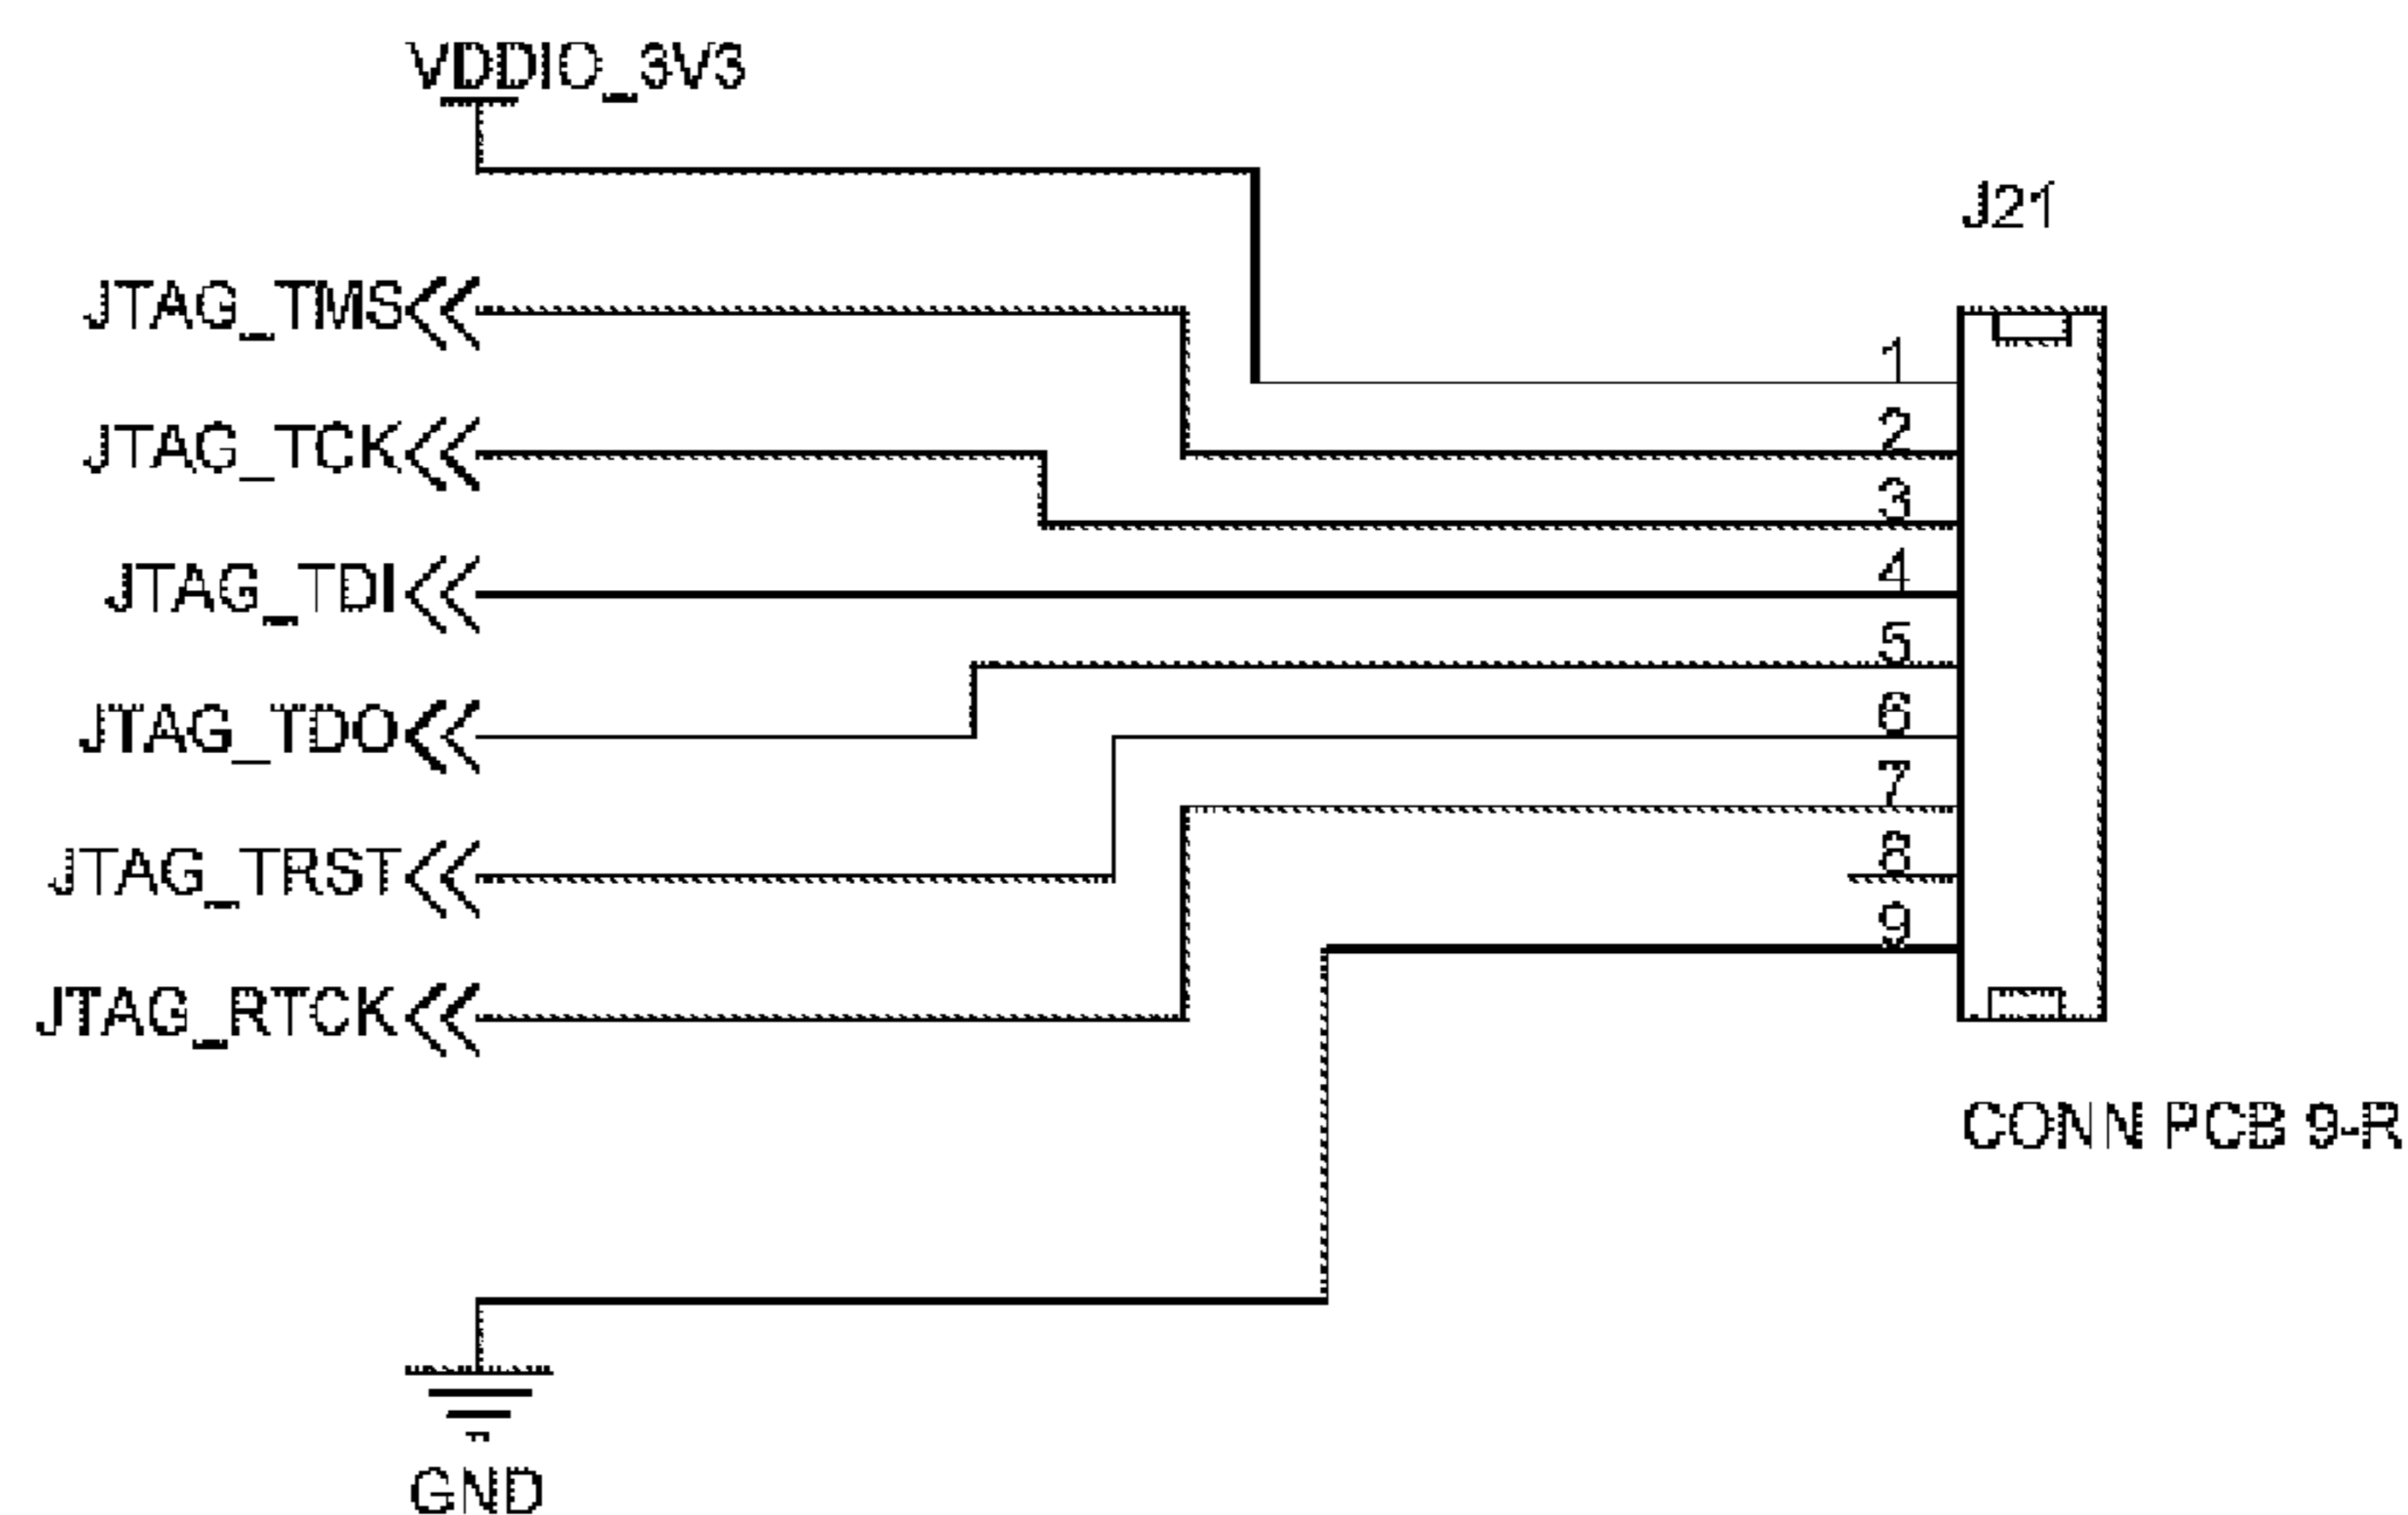 VDDIO_3V3
J21
JTAG_TMS
1
2
JTAG_TCK
3
4
JTAG_TDI
5
6
JTAG_TDO
7
8
JTAG_TRST
9
JTAG_RTCK
CONN PCB 9-R
GND